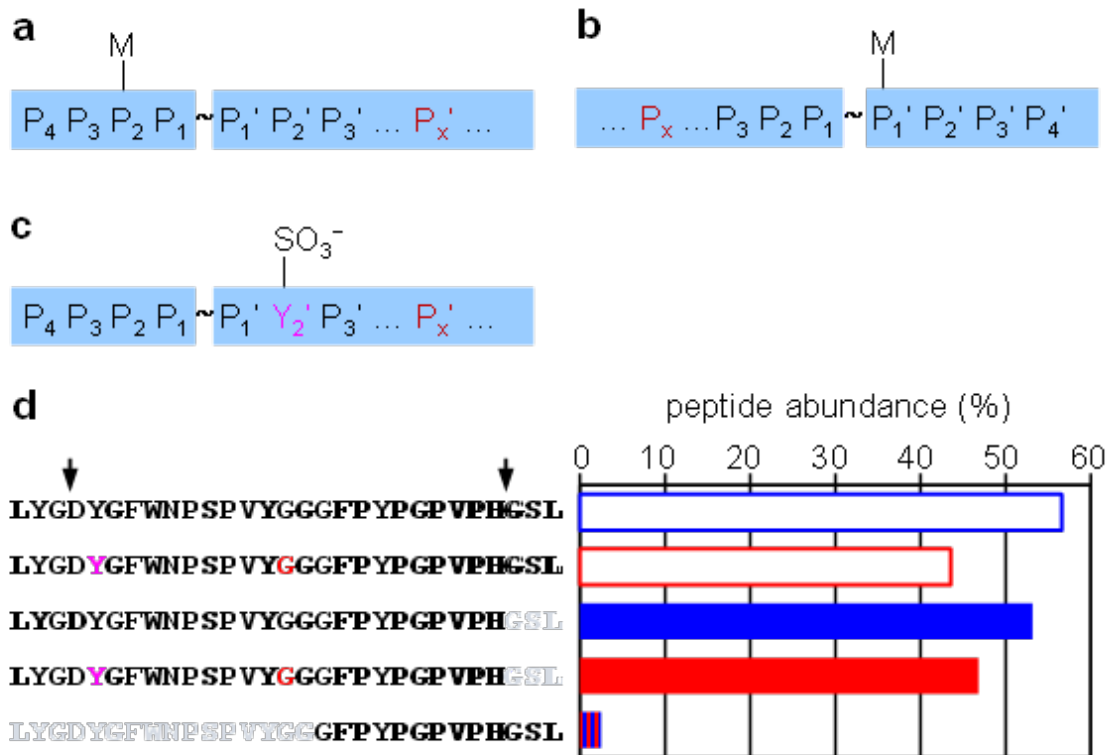 a
M
P4 P3 P2 P1 ~ P1' P2' P3' ... Px' ...
b
M
... Px ... P3 P2 P1 ~ P1' P2' P3' P4'
c
SO3−
P4 P3 P2 P1 ~ P1' Y2' P3' ... Px' ...
d
peptide abundance (%)
0 10 20 30 40 50 60
LYGDYGFWNPSPVYGGGFPYPGPVPHGSL
LYGDYGFWNPSPVYGGGFPYPGPVPHGSL
LYGDYGFWNPSPVYGGGFPYPGPVPHGSL
LYGDYGFWNPSPVYGGGFPYPGPVPHGSL
LYGDYGFWNPSPVYGGGFPYPGPVPHGSL